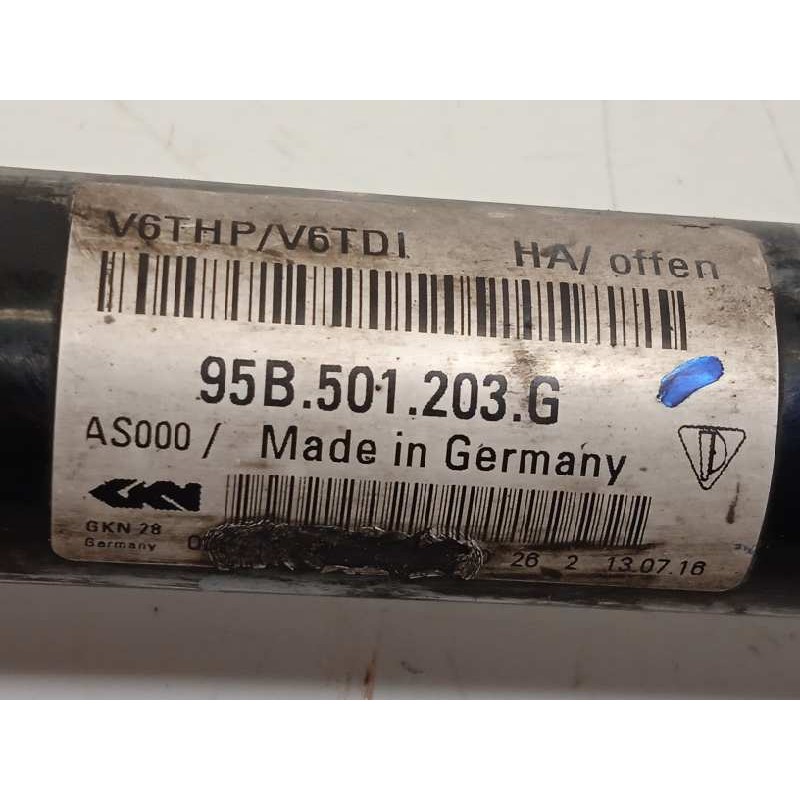 V6THP/V6TDI HA/ offen
95B.501.203.G
AS000 / Made in Germany
GKN
GKN 28
Germany 26 2 13.07.16